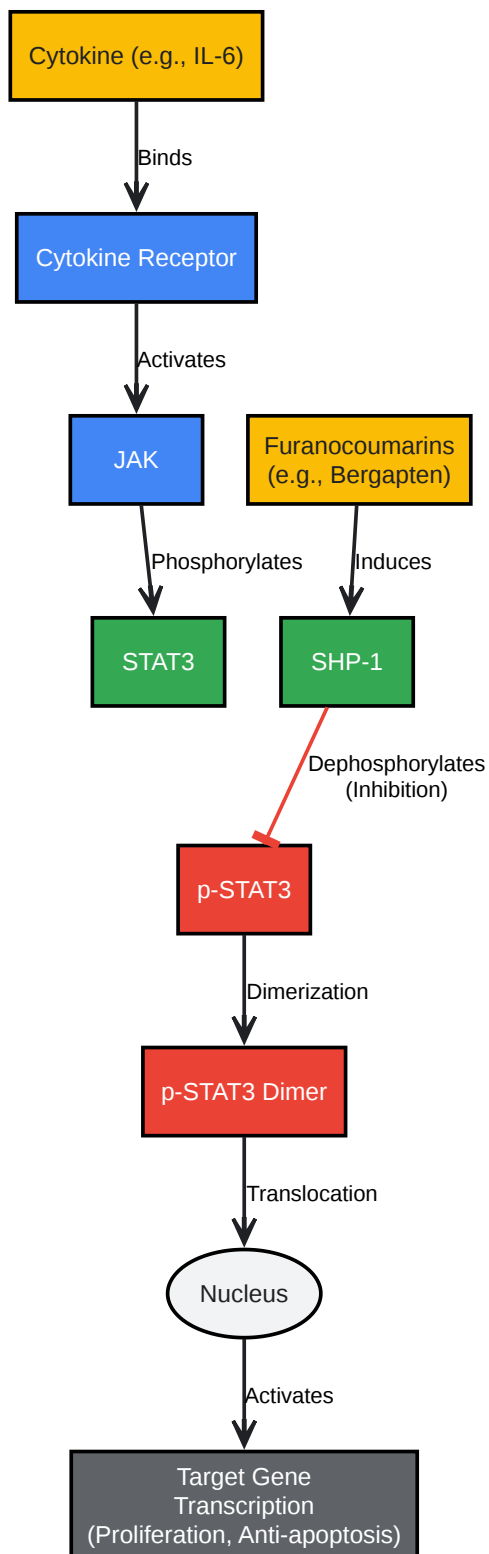 Cytokine (e.g., IL-6)
Binds
Cytokine Receptor
Activates
JAK
Furanocoumarins
(e.g., Bergapten)
Phosphorylates
Induces
STAT3
SHP-1
Dephosphorylates
(Inhibition)
p-STAT3
Dimerization
p-STAT3 Dimer
Translocation
Nucleus
Activates
Target Gene
Transcription
(Proliferation, Anti-apoptosis)